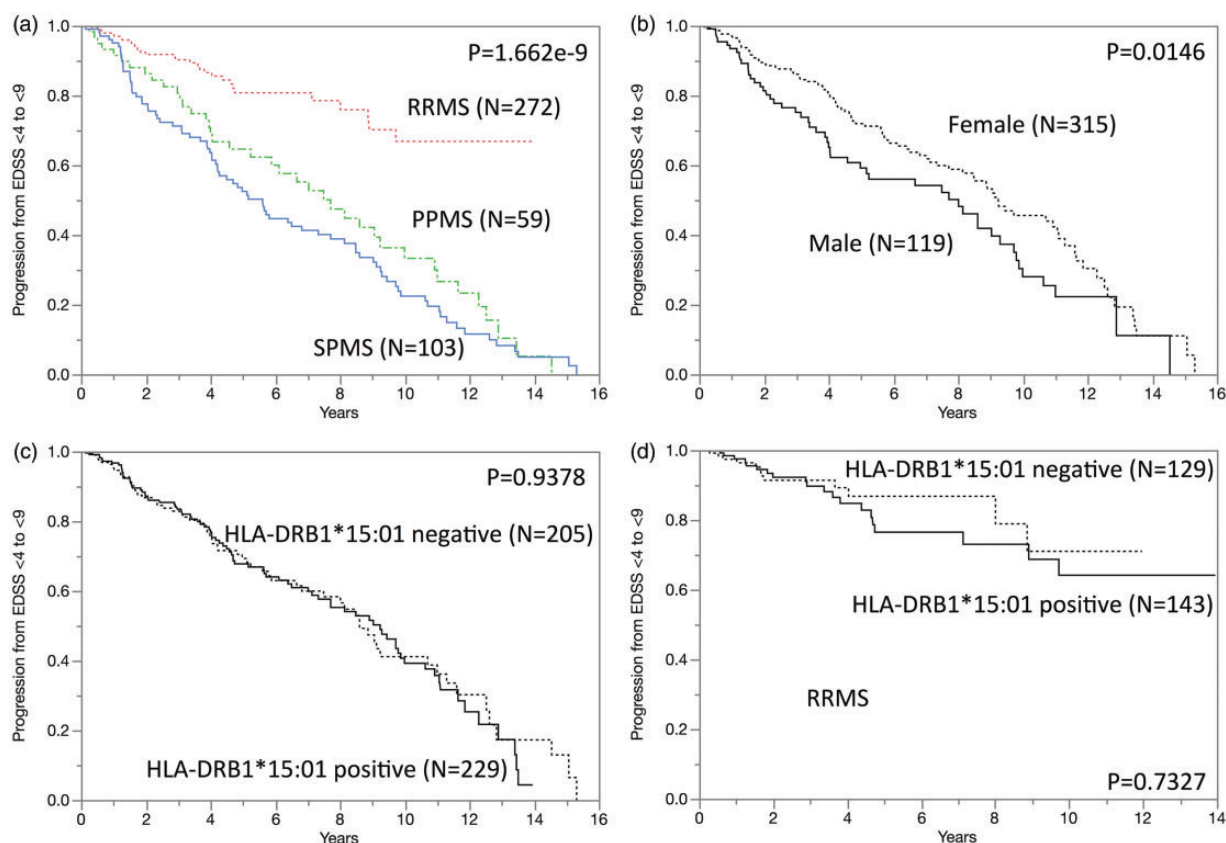 (a)
Progression from EDSS <4 to <9
1.0
0.8
0.6
0.4
0.2
0.0
P=1.662e-9
RRMS (N=272)
PPMS (N=59)
SPMS (N=103)
0 2 4 6 8 10 12 14 16
Years
(b)
Progression from EDSS <4 to <9
1.0
0.8
0.6
0.4
0.2
0.0
P=0.0146
Female (N=315)
Male (N=119)
0 2 4 6 8 10 12 14 16
Years
(c)
Progression from EDSS <4 to <9
1.0
0.8
0.6
0.4
0.2
0.0
P=0.9378
HLA-DRB1*15:01 negative (N=205)
HLA-DRB1*15:01 positive (N=229)
0 2 4 6 8 10 12 14 16
Years
(d)
Progression from EDSS <4 to <9
1.0
0.8
0.6
0.4
0.2
0.0
HLA-DRB1*15:01 negative (N=129)
HLA-DRB1*15:01 positive (N=143)
RRMS
P=0.7327
0 2 4 6 8 10 12 14
Years